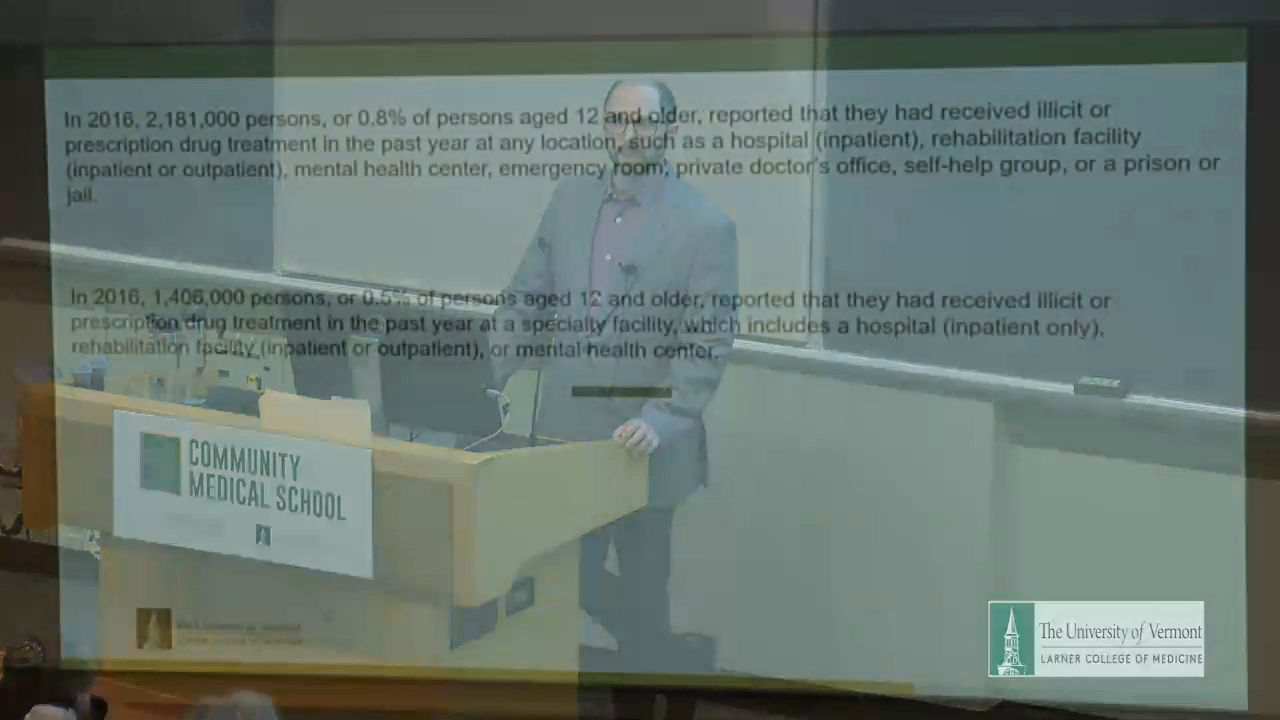 In 2016, 2,181,000 persons, or 0.8% of persons aged 12 and older, reported that they had received illicit or
prescription drug treatment in the past year at any location, such as a hospital (inpatient), rehabilitation facility
(inpatient or outpatient), mental health center, emergency room, private doctor's office, self-help group, or a prison or
jail.
In 2016, 1,406,000 persons, or 0.5% of persons aged 12 and older, reported that they had received illicit or
prescription drug treatment in the past year at a specialty facility, which includes a hospital (inpatient only),
rehabilitation facility (inpatient or outpatient), or mental health center.
COMMUNITY
MEDICAL SCHOOL
The University of Vermont
The University of Vermont
LARNER COLLEGE OF MEDICINE